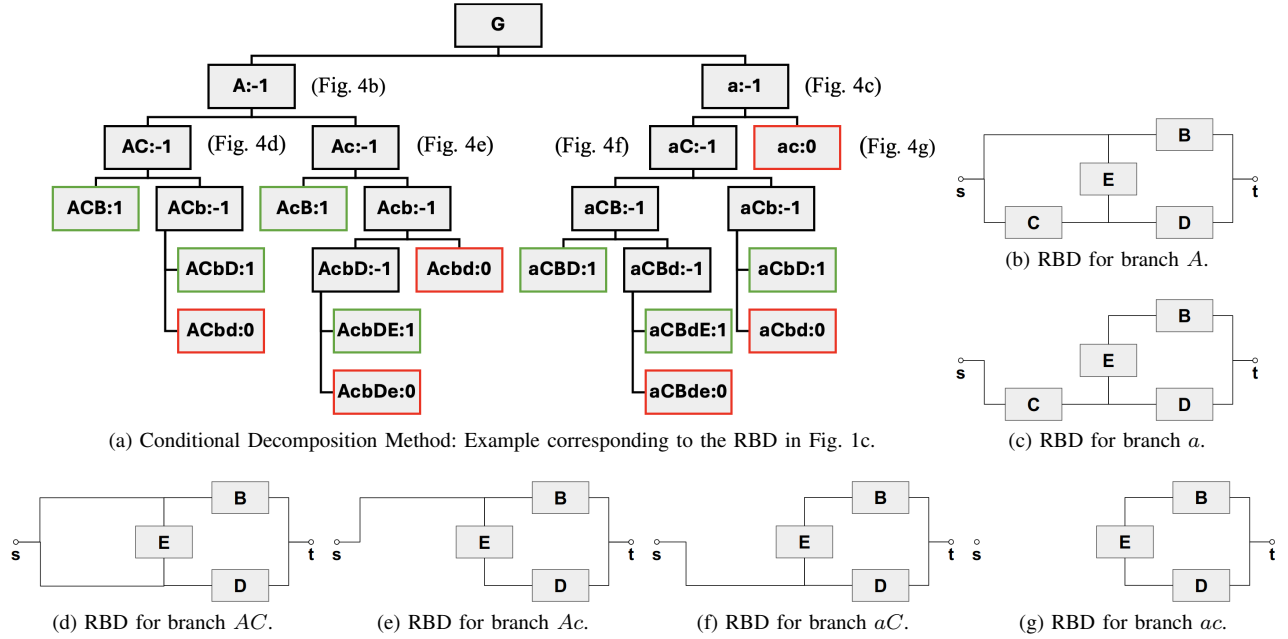 G
A:-1 (Fig. 4b) a:-1 (Fig. 4c)
AC:-1 (Fig. 4d) Ac:-1 (Fig. 4e) (Fig. 4f) aC:-1 ac:0 (Fig. 4g)
ACB:1 ACb:-1 AcB:1 Acb:-1 aCB:-1 aCb:-1
ACbD:1 AcbD:-1 Acbd:0 aCBD:1 aCBd:-1 aCbD:1
ACbd:0 AcbDE:1 aCBdE:1 aCbd:0
AcbDe:0 aCBde:0
(a) Conditional Decomposition Method: Example corresponding to the RBD in Fig. 1c.
B
E
s t
C D
(b) RBD for branch A.
B
E
s t
C D
(c) RBD for branch a.
B
E
s t
D
(d) RBD for branch AC.
B
E
s t
D
(e) RBD for branch Ac.
B
E
s t
D
(f) RBD for branch aC.
B
E
s t
D
(g) RBD for branch ac.